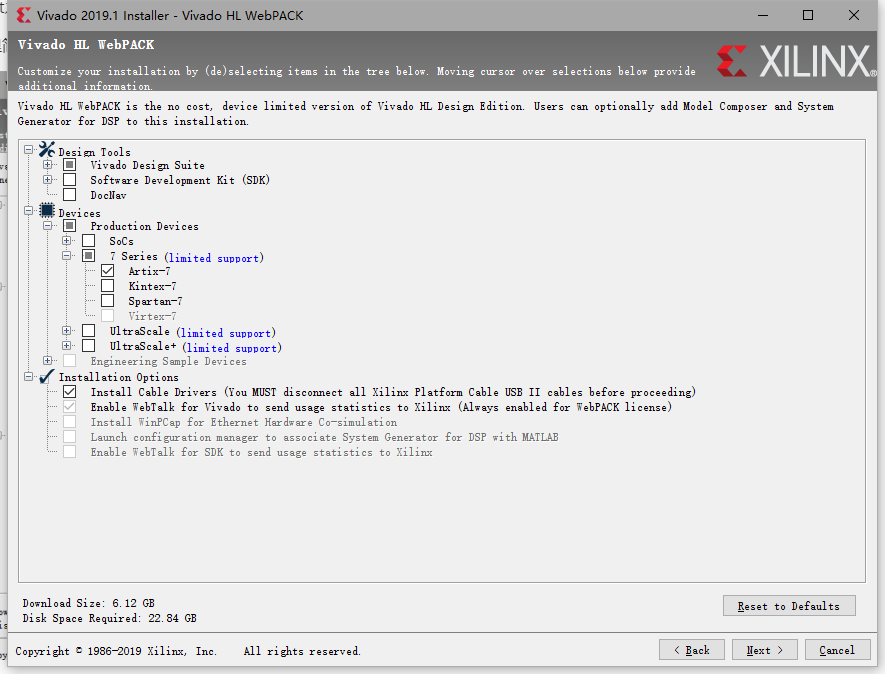 Vivado 2019.1 Installer - Vivado HL WebPACK
Vivado HL WebPACK
Customize your installation by (de)selecting items in the tree below. Moving cursor over selections below provide
additional information.
XILINX
Vivado HL WebPACK is the no cost, device limited version of Vivado HL Design Edition. Users can optionally add Model Composer and System
Generator for DSP to this installation.
Design Tools
Vivado Design Suite
Software Development Kit (SDK)
DocNav
Devices
Production Devices
SoCs
7 Series (limited support)
Artix-7
Kintex-7
Spartan-7
Virtex-7
UltraScale (limited support)
UltraScale+ (limited support)
Engineering Sample Devices
Installation Options
Install Cable Drivers (You MUST disconnect all Xilinx Platform Cable USB II cables before proceeding)
Enable WebTalk for Vivado to send usage statistics to Xilinx (Always enabled for WebPACK license)
Install WinPCap for Ethernet Hardware Co-simulation
Launch configuration manager to associate System Generator for DSP with MATLAB
Enable WebTalk for SDK to send usage statistics to Xilinx
Download Size: 6.12 GB
Disk Space Required: 22.84 GB
Reset to Defaults
Copyright © 1986-2019 Xilinx, Inc. All rights reserved.
< Back
Next >
Cancel